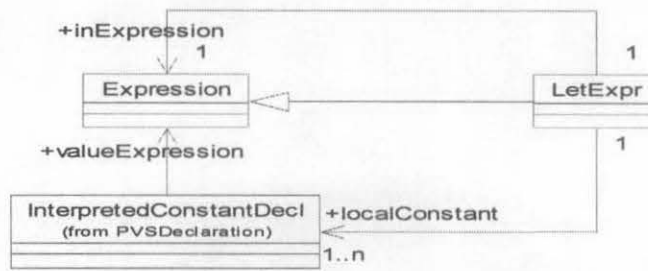 +inExpression
1
1
Expression
LetExpr
+valueExpression
1
InterpretedConstantDecl
(from PVSDeclaration)
+localConstant
1..n